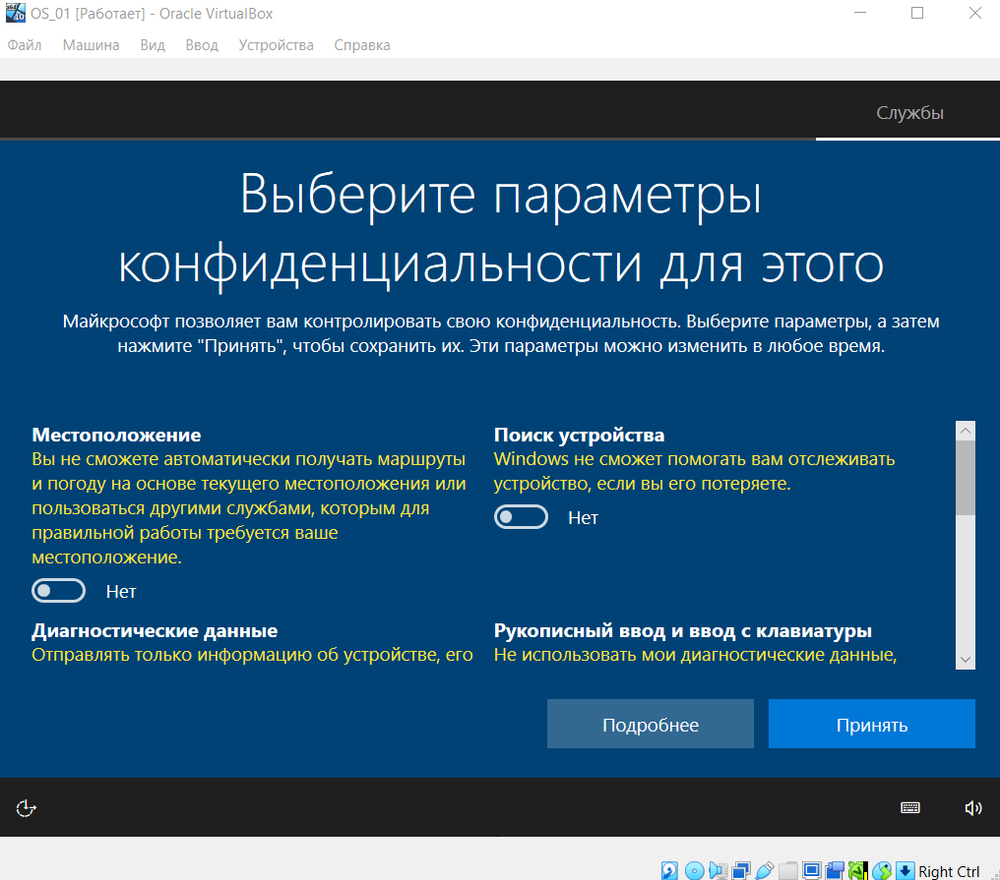 OS_01 [Работает] - Oracle VirtualBox
Файл Машина Вид Ввод Устройства Справка
Службы
Выберите параметры
конфиденциальности для этого
Майкрософт позволяет вам контролировать свою конфиденциальность. Выберите параметры, а затем
нажмите "Принять", чтобы сохранить их. Эти параметры можно изменить в любое время.
Местоположение
Вы не сможете автоматически получать маршруты
и погоду на основе текущего местоположения или
пользоваться другими службами, которым для
правильной работы требуется ваше
местоположение.
Нет
Поиск устройства
Windows не сможет помогать вам отслеживать
устройство, если вы его потеряете.
Нет
Диагностические данные
Отправлять только информацию об устройстве, его
Рукописный ввод и ввод с клавиатуры
Не использовать мои диагностические данные,
Подробнее
Принять
Right Ctrl